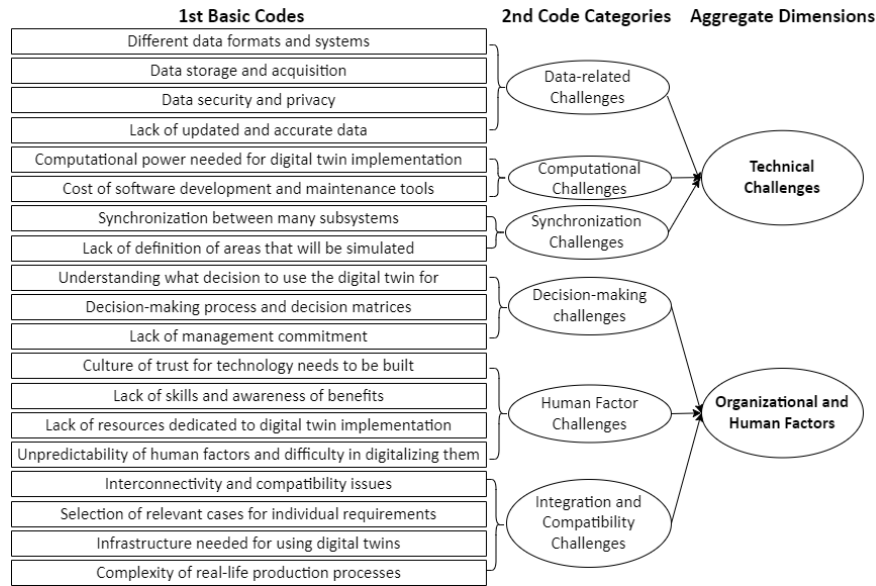 1st Basic Codes
2nd Code Categories
Aggregate Dimensions
Different data formats and systems
Data storage and acquisition
Data security and privacy
Lack of updated and accurate data
Computational power needed for digital twin implementation
Cost of software development and maintenance tools
Synchronization between many subsystems
Lack of definition of areas that will be simulated
Understanding what decision to use the digital twin for
Decision-making process and decision matrices
Lack of management commitment
Culture of trust for technology needs to be built
Lack of skills and awareness of benefits
Lack of resources dedicated to digital twin implementation
Unpredictability of human factors and difficulty in digitalizing them
Interconnectivity and compatibility issues
Selection of relevant cases for individual requirements
Infrastructure needed for using digital twins
Complexity of real-life production processes
Data-related
Challenges
Computational
Challenges
Synchronization
Challenges
Decision-making
challenges
Human Factor
Challenges
Integration and
Compatibility
Challenges
Technical
Challenges
Organizational and
Human Factors